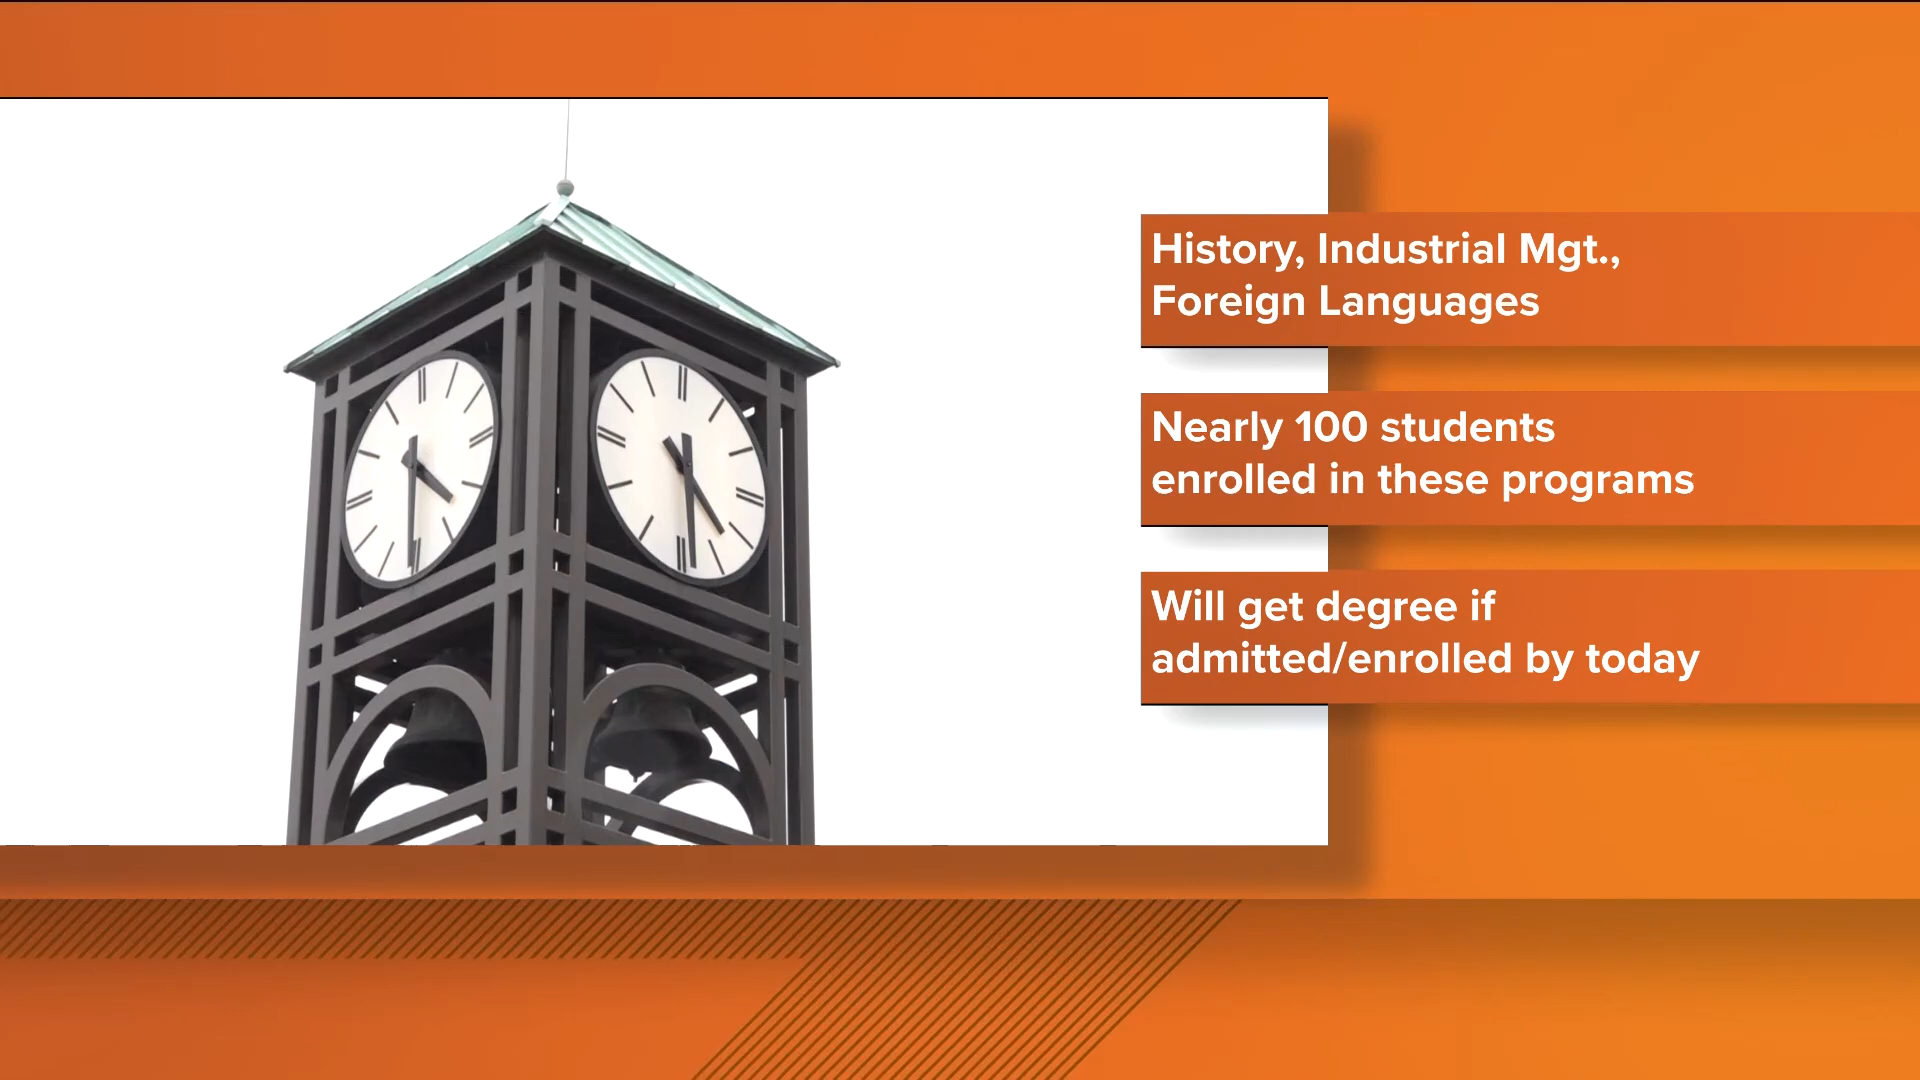 History, Industrial Mgt.,
Foreign Languages
Nearly 100 students
enrolled in these programs
Will get degree if
admitted/enrolled by today